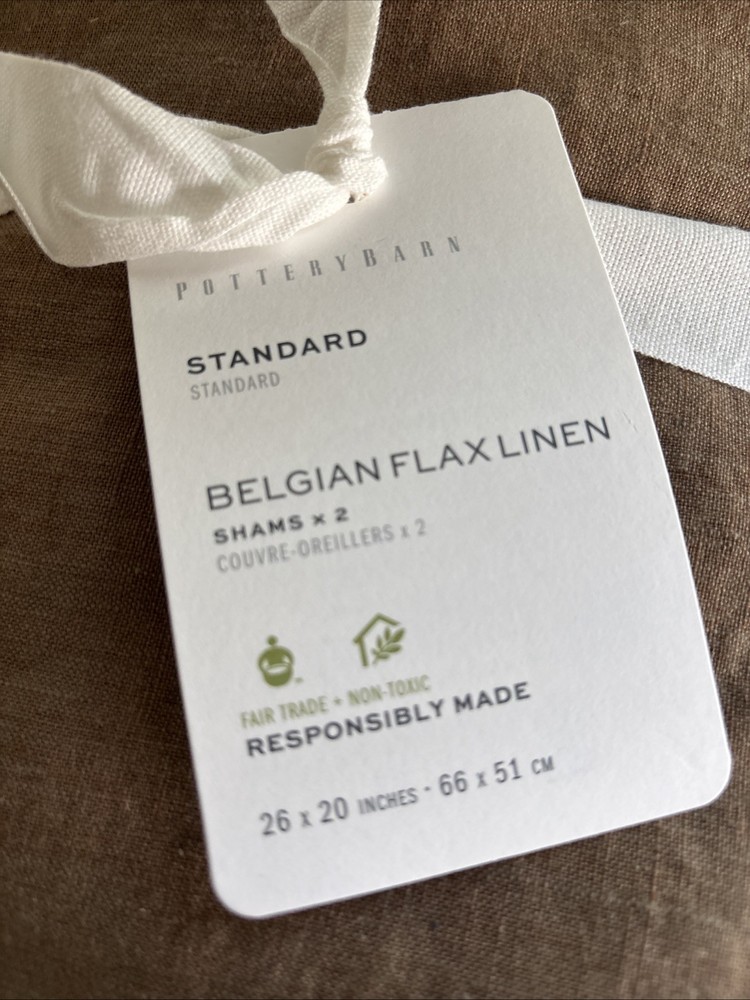 POTTERYBARN
STANDARD
STANDARD
BELGIAN FLAX LINEN
SHAMS x 2
COUVRE-OREILLERS x 2
FAIR TRADE + NON-TOXIC
RESPONSIBLY MADE
26 x 20 INCHES · 66 x 51 CM